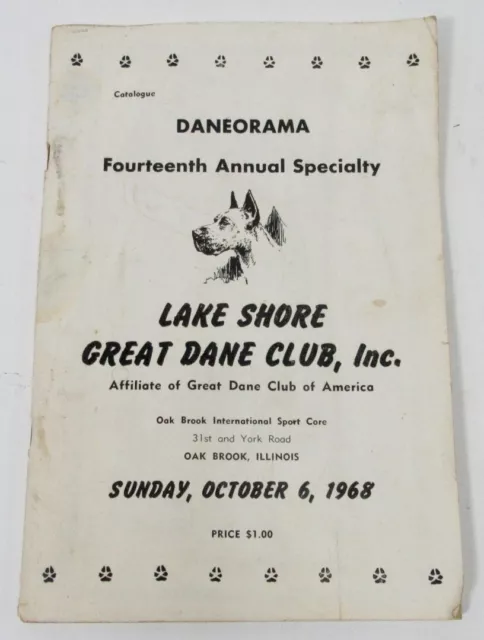 Catalogue
DANEORAMA
Fourteenth Annual Specialty
LAKE SHORE
GREAT DANE CLUB, Inc.
Affiliate of Great Dane Club of America
Oak Brook International Sport Core
31st and York Road
OAK BROOK, ILLINOIS
SUNDAY, OCTOBER 6, 1968
PRICE $1.00